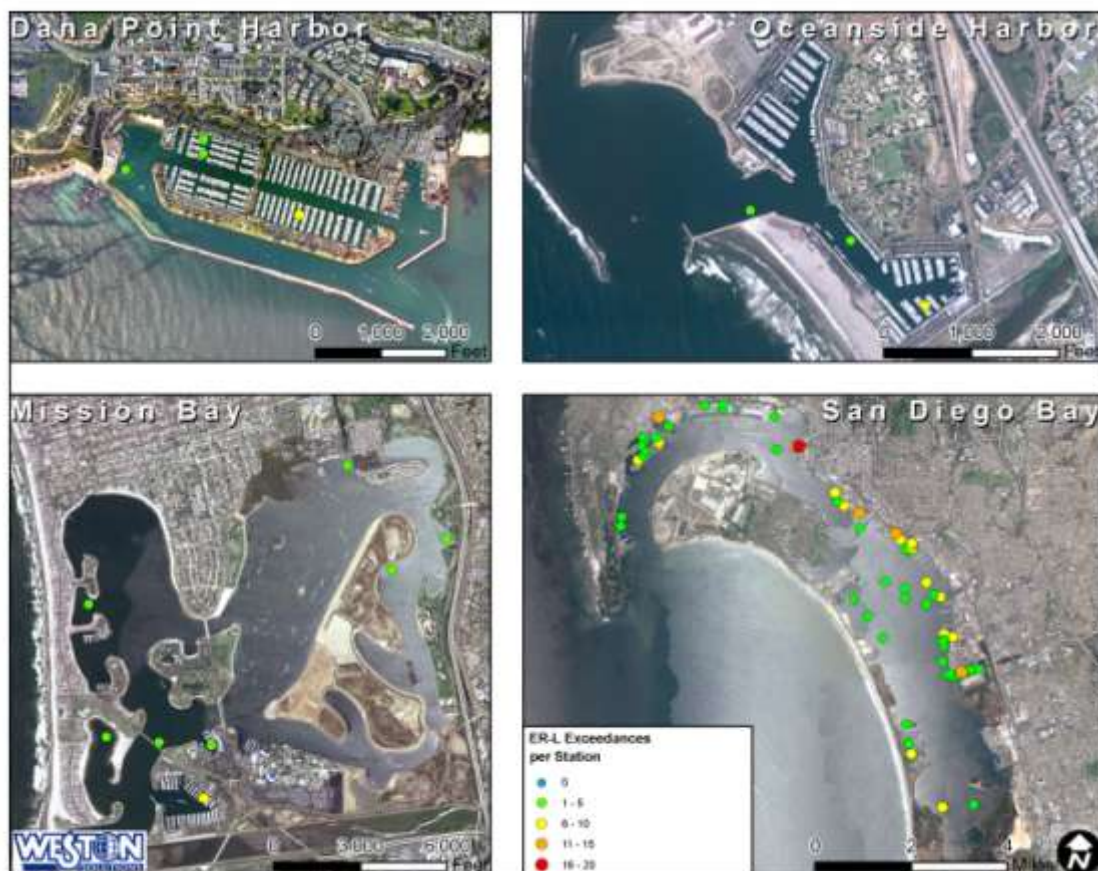 Dana Point Harbor
0 1,000 2,000
Feet
Oceanside Harbor
0 1,000 2,000
Feet
Mission Bay
0 3,000 6,000
Feet
WESTON
SOLUTIONS
San Diego Bay
ER-L Exceedances
per Station
0
1 - 5
6 - 10
11 - 15
16 - 20
0 2 4
Miles
N